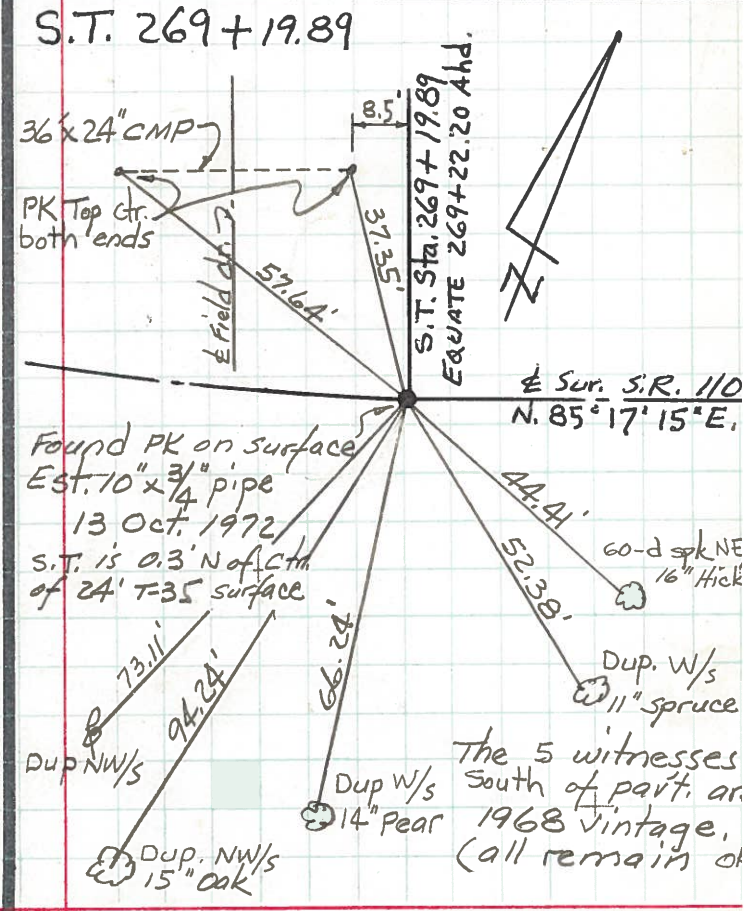 S.T. 269+19.89
36"x24" CMP
PK Top Ctr.
both ends
℄ Field dr.
57.64'
37.35'
8.5'
S.T. Sta. 269+19.89
EQUATE 269+22.20 Ahd.
N
℄ Sur. S.R. 110
N. 85°17'15"E.
Found PK on surface
Est. 10" x 3/4" pipe
13 Oct. 1972
S.T. is 0.3' N of Ctr.
of 24' T-35 surface
44.41'
60-d spk NE
16" Hick
52.38'
Dup. W/s
11" spruce
66.24'
Dup W/s
14" Pear
73.11'
Dup NW/s
94.24'
Dup. NW/s
15" Oak
The 5 witnesses
South of pav't. ar
1968 vintage,
(all remain ok